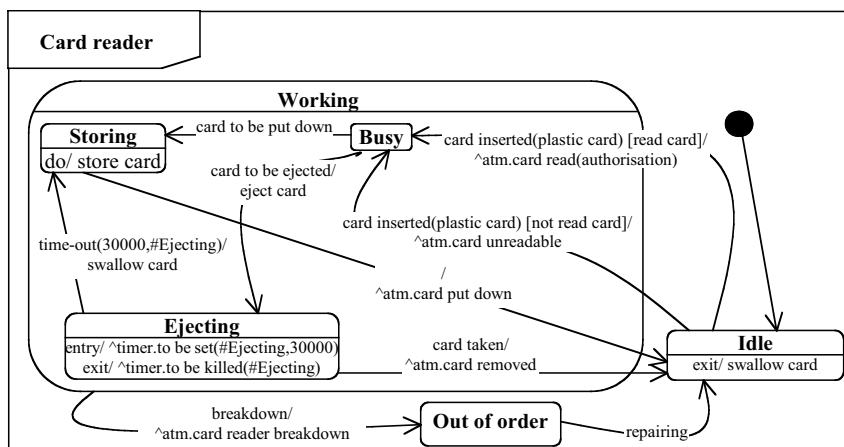 Card reader
Working
Storing
do/ store card
card to be put down
Busy
card inserted(plastic card) [read card]/
^atm.card read(authorisation)
card to be ejected/
eject card
card inserted(plastic card) [not read card]/
^atm.card unreadable
time-out(30000,#Ejecting)/
swallow card
/
^atm.card put down
Ejecting
entry/ ^timer.to be set(#Ejecting,30000)
exit/ ^timer.to be killed(#Ejecting)
card taken/
^atm.card removed
Idle
exit/ swallow card
breakdown/
^atm.card reader breakdown
Out of order
repairing